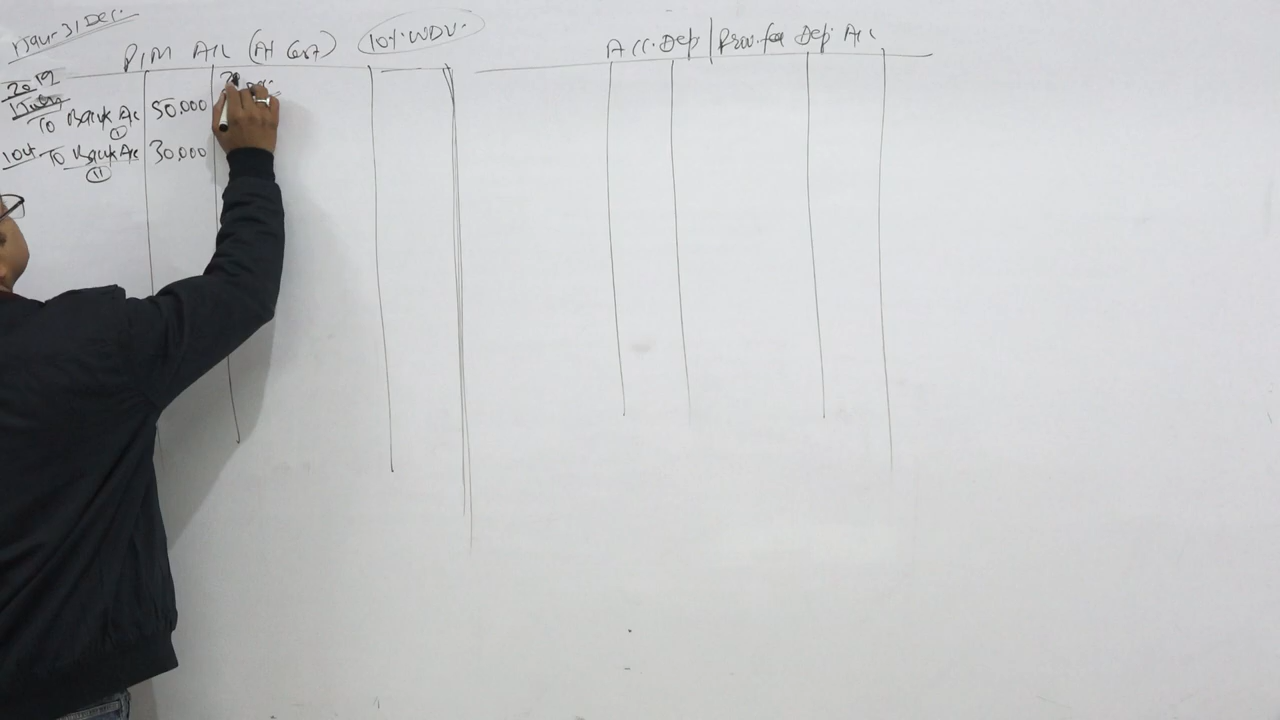 31 Dec.
P/M A/c (At Cost) 10% WDV.
2019
1 July
To Bank A/c 50,000
(I)
1 Oct To Bank A/c 30,000
(II)
Acc. Dep / Prov. for Dep. A/c